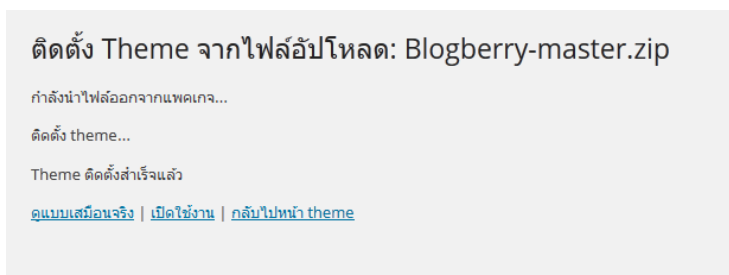 ติดตั้ง Theme จากไฟล์อัปโหลด: Blogberry-master.zip
กำลังนำไฟล์ออกจากแพคเกจ...
ติดตั้ง theme...
Theme ติดตั้งสำเร็จแล้ว
ดูแบบเสมือนจริง | เปิดใช้งาน | กลับไปหน้า theme